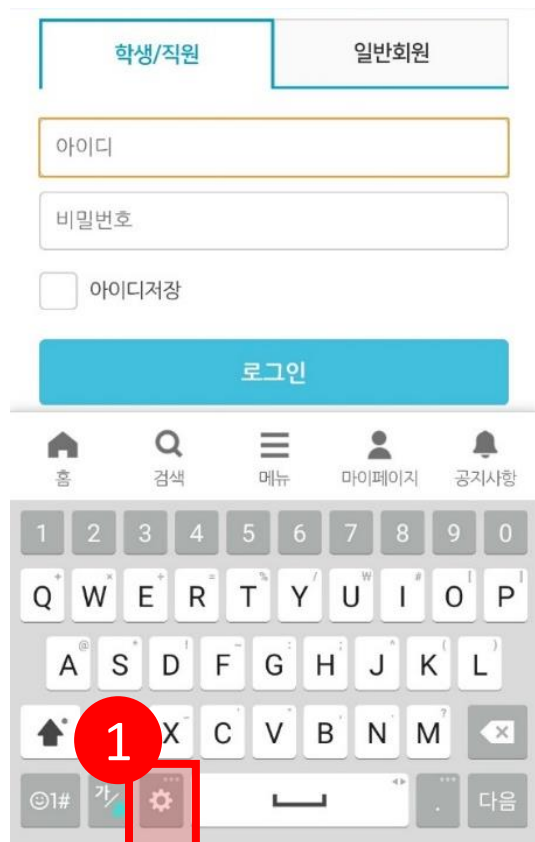 학생/직원 일반회원
아이디
비밀번호
아이디저장
로그인
홈 검색 메뉴 마이페이지 공지사항
1 2 3 4 5 6 7 8 9 0
+ × ÷ = % / ₩ # [ ]
Q W E R T Y U I O P
@ * ! ~ : ; ^ ( )
A S D F G H J K L
1 X C V B N M ?
1# 가/ . 다음